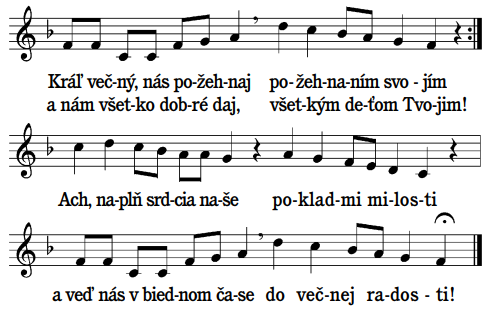 Kráľ več-ný, nás po-žeh-naj po-žeh-na-ním svo-jím
a nám všet-ko dob-ré daj, všet-kým de-ťom Tvo-jim!
Ach, na-plň srd-cia na-še po-klad-mi mi-los-ti
a veď nás v bied-nom ča-se do več-nej ra-dos-ti!